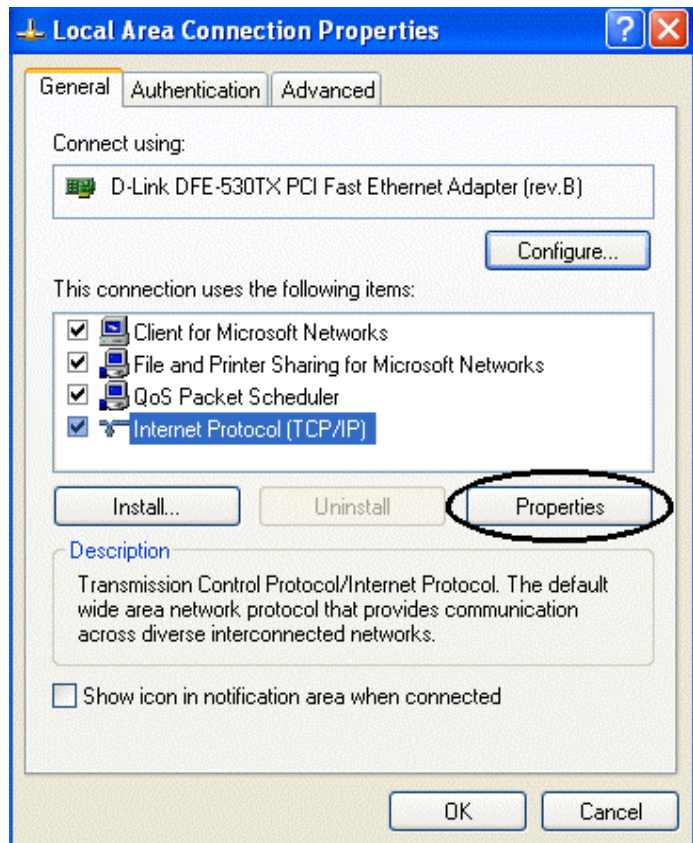 Local Area Connection Properties
General Authentication Advanced
Connect using:
D-Link DFE-530TX PCI Fast Ethernet Adapter (rev.B)
Configure...
This connection uses the following items:
Client for Microsoft Networks
File and Printer Sharing for Microsoft Networks
QoS Packet Scheduler
Internet Protocol (TCP/IP)
Install... Uninstall Properties
Description
Transmission Control Protocol/Internet Protocol. The default
wide area network protocol that provides communication
across diverse interconnected networks.
Show icon in notification area when connected
OK Cancel